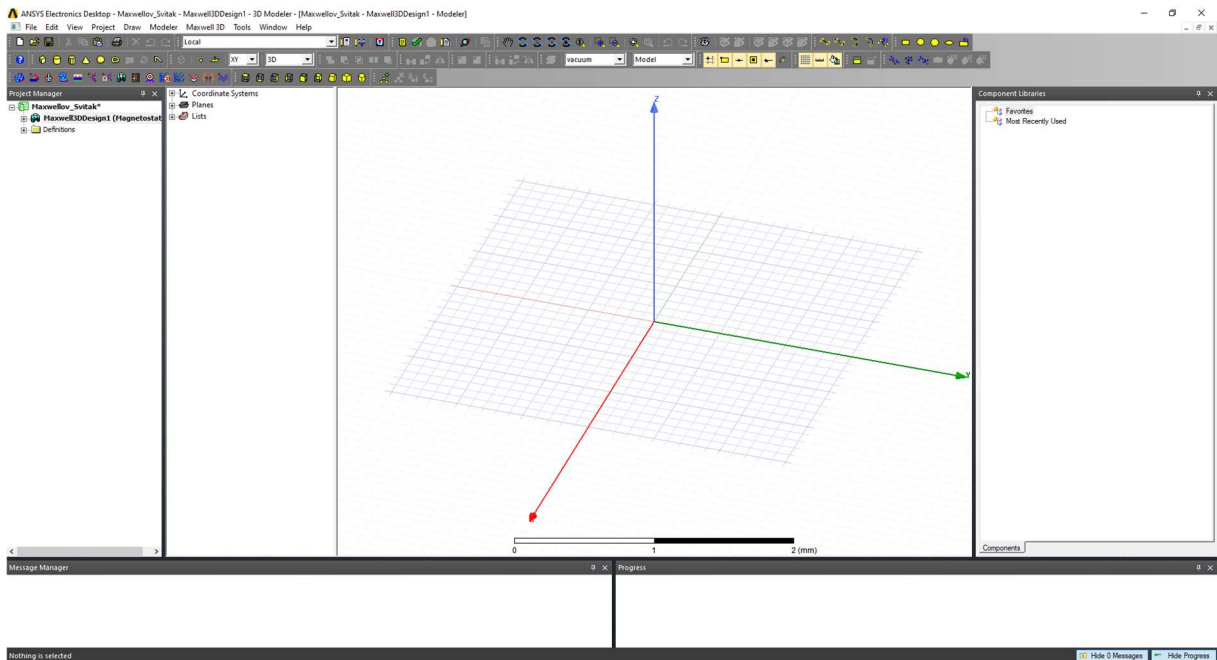 ANSYS Electronics Desktop - Maxwellov_Svitak - Maxwell3DDesign1 - 3D Modeler - [Maxwellov_Svitak - Maxwell3DDesign1 - Modeler]
File Edit View Project Draw Modeler Maxwell 3D Tools Window Help
Local
XY 3D vacuum Model
Project Manager
Maxwellov_Svitak*
Maxwell3DDesign1 (Magnetostat
Definitions
Coordinate Systems
Planes
Lists
Z
Y
0 1 2 (mm)
Component Libraries
Favorites
Most Recently Used
Components
Message Manager
Progress
Nothing is selected
Hide 0 Messages Hide Progress